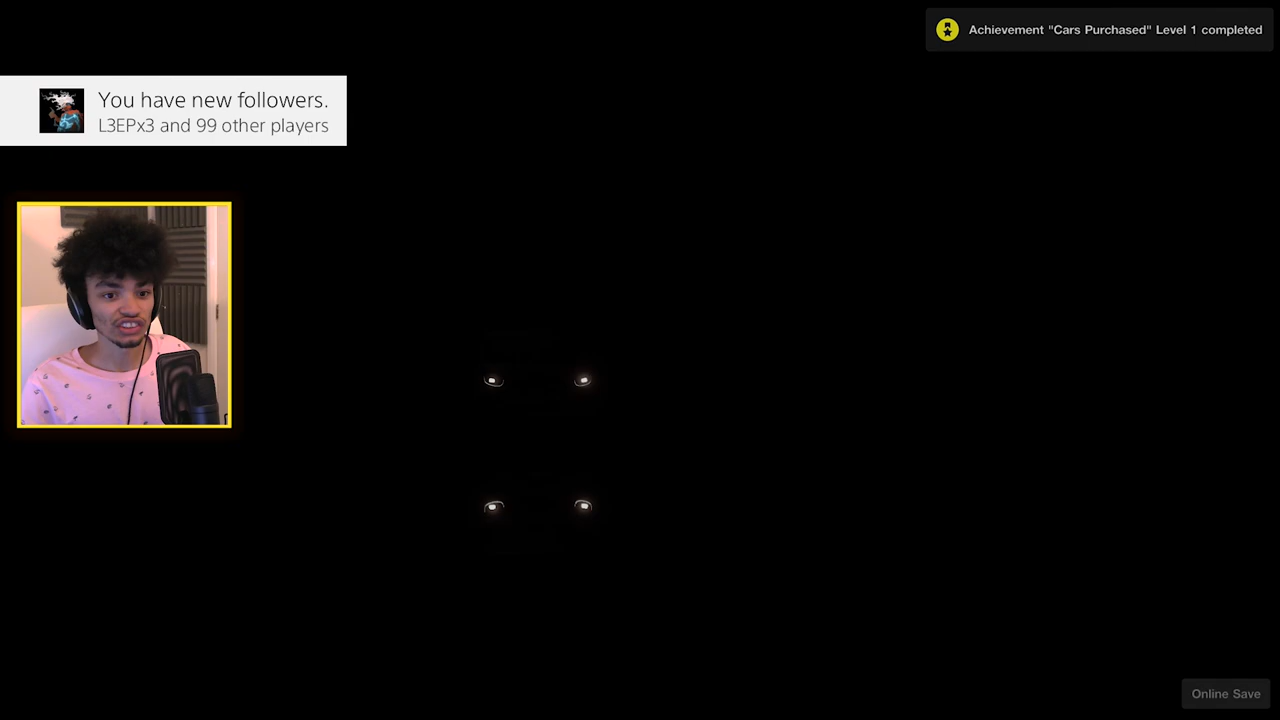 Achievement "Cars Purchased" Level 1 completed
You have new followers.
L3EPx3 and 99 other players
Online Save